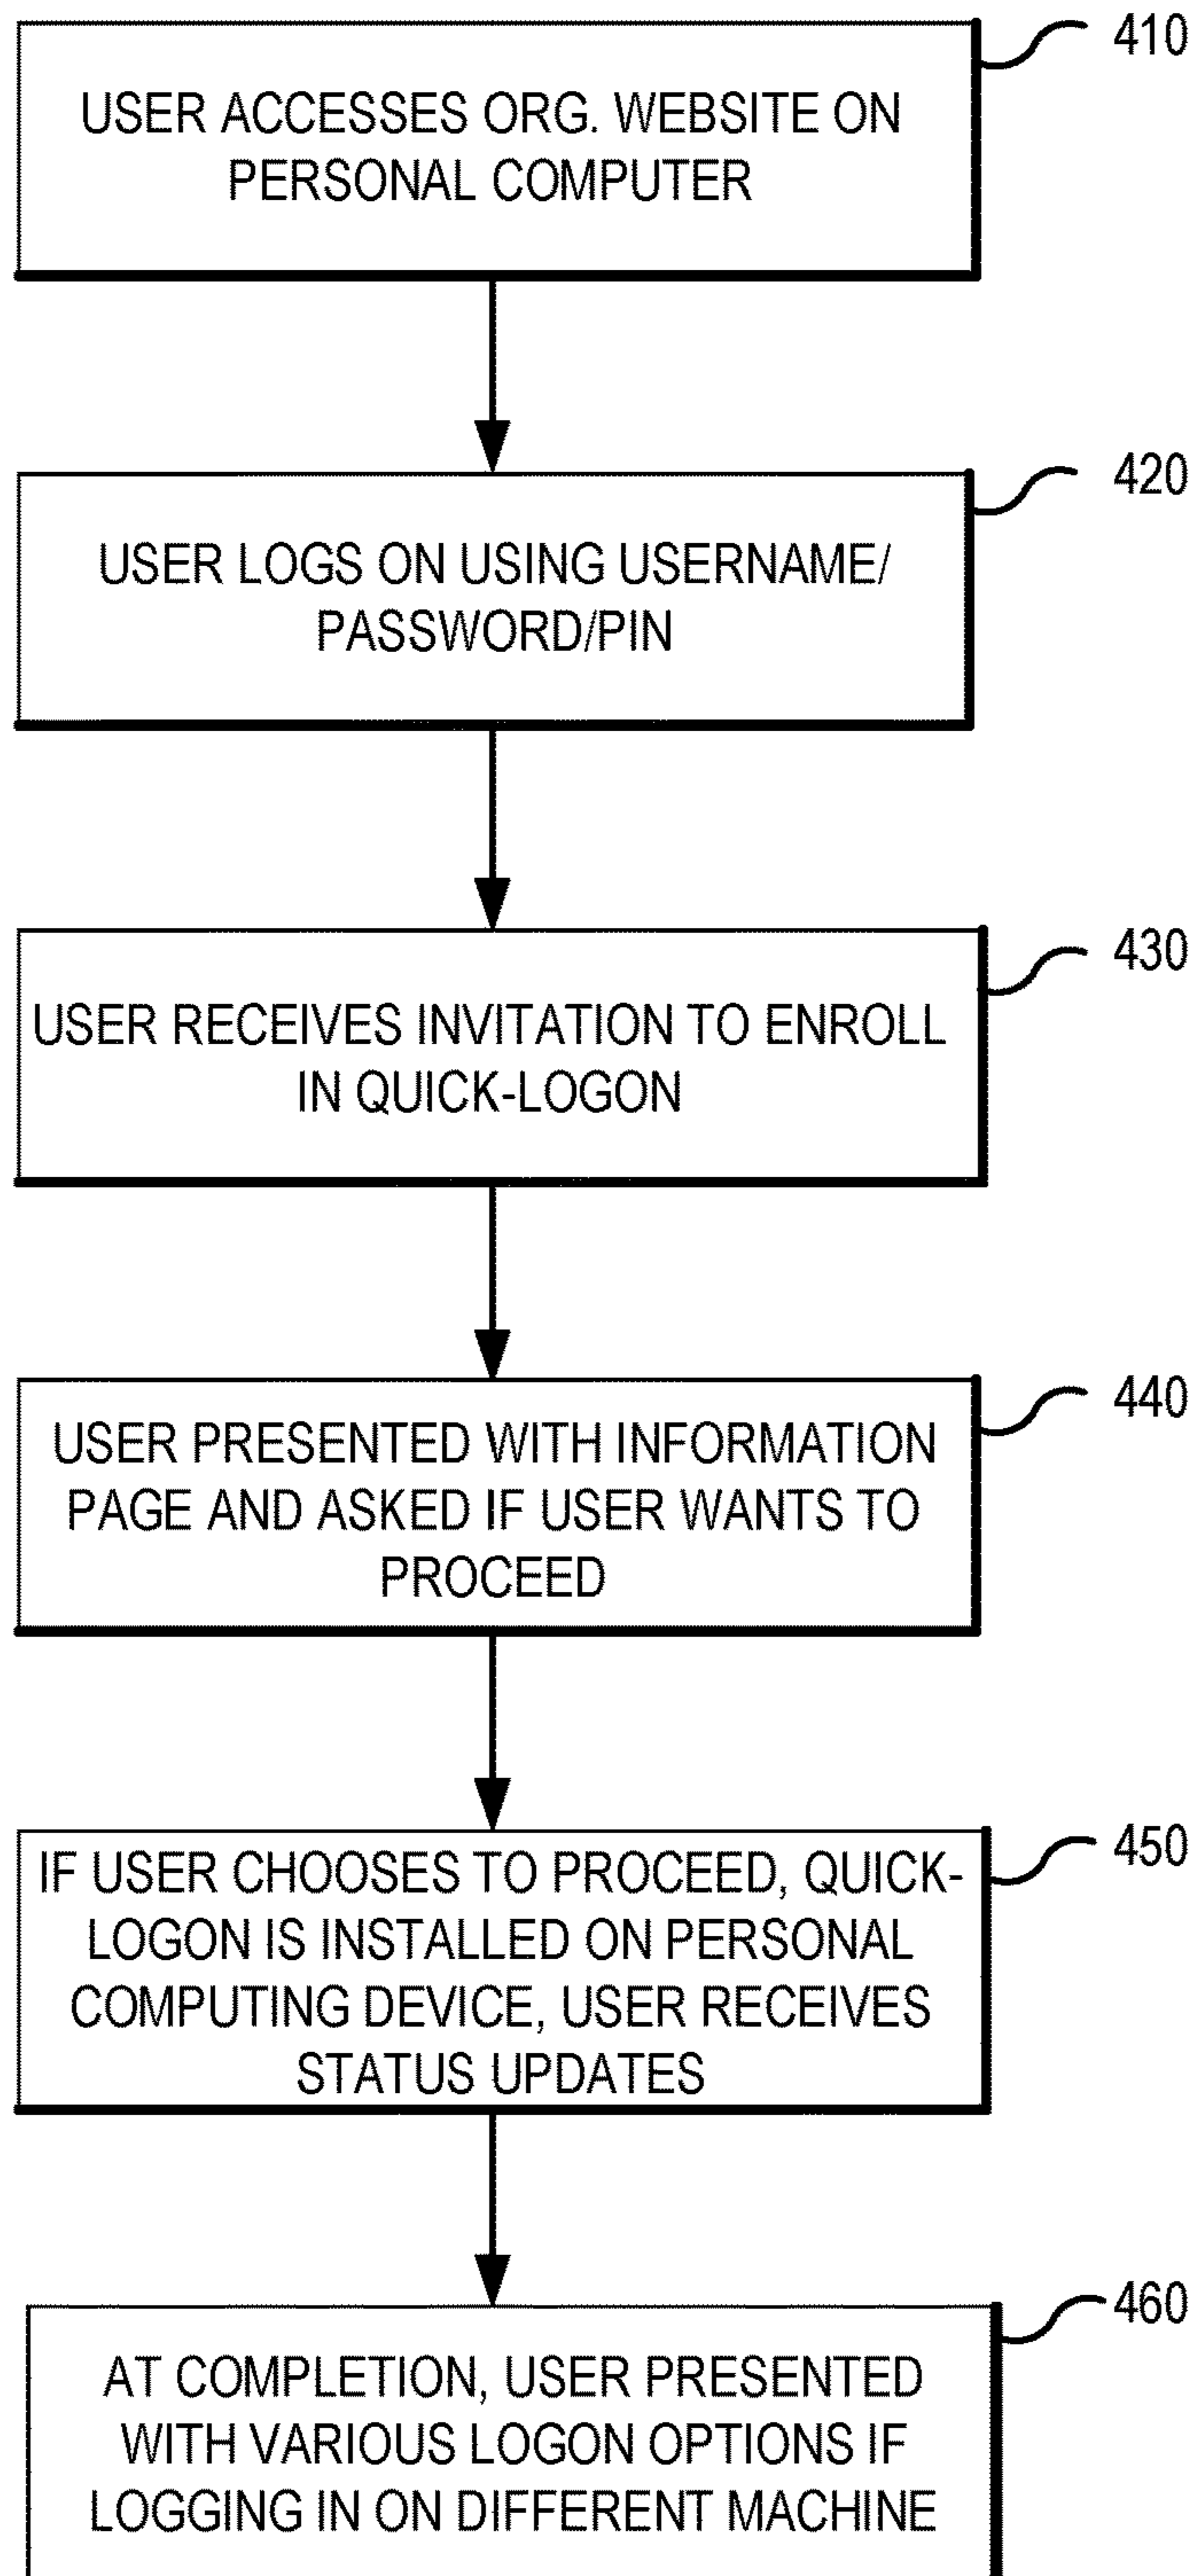 410
USER ACCESSES ORG. WEBSITE ON
PERSONAL COMPUTER
420
USER LOGS ON USING USERNAME/
PASSWORD/PIN
430
USER RECEIVES INVITATION TO ENROLL
IN QUICK-LOGON
440
USER PRESENTED WITH INFORMATION
PAGE AND ASKED IF USER WANTS TO
PROCEED
450
IF USER CHOOSES TO PROCEED, QUICK-
LOGON IS INSTALLED ON PERSONAL
COMPUTING DEVICE, USER RECEIVES
STATUS UPDATES
460
AT COMPLETION, USER PRESENTED
WITH VARIOUS LOGON OPTIONS IF
LOGGING IN ON DIFFERENT MACHINE